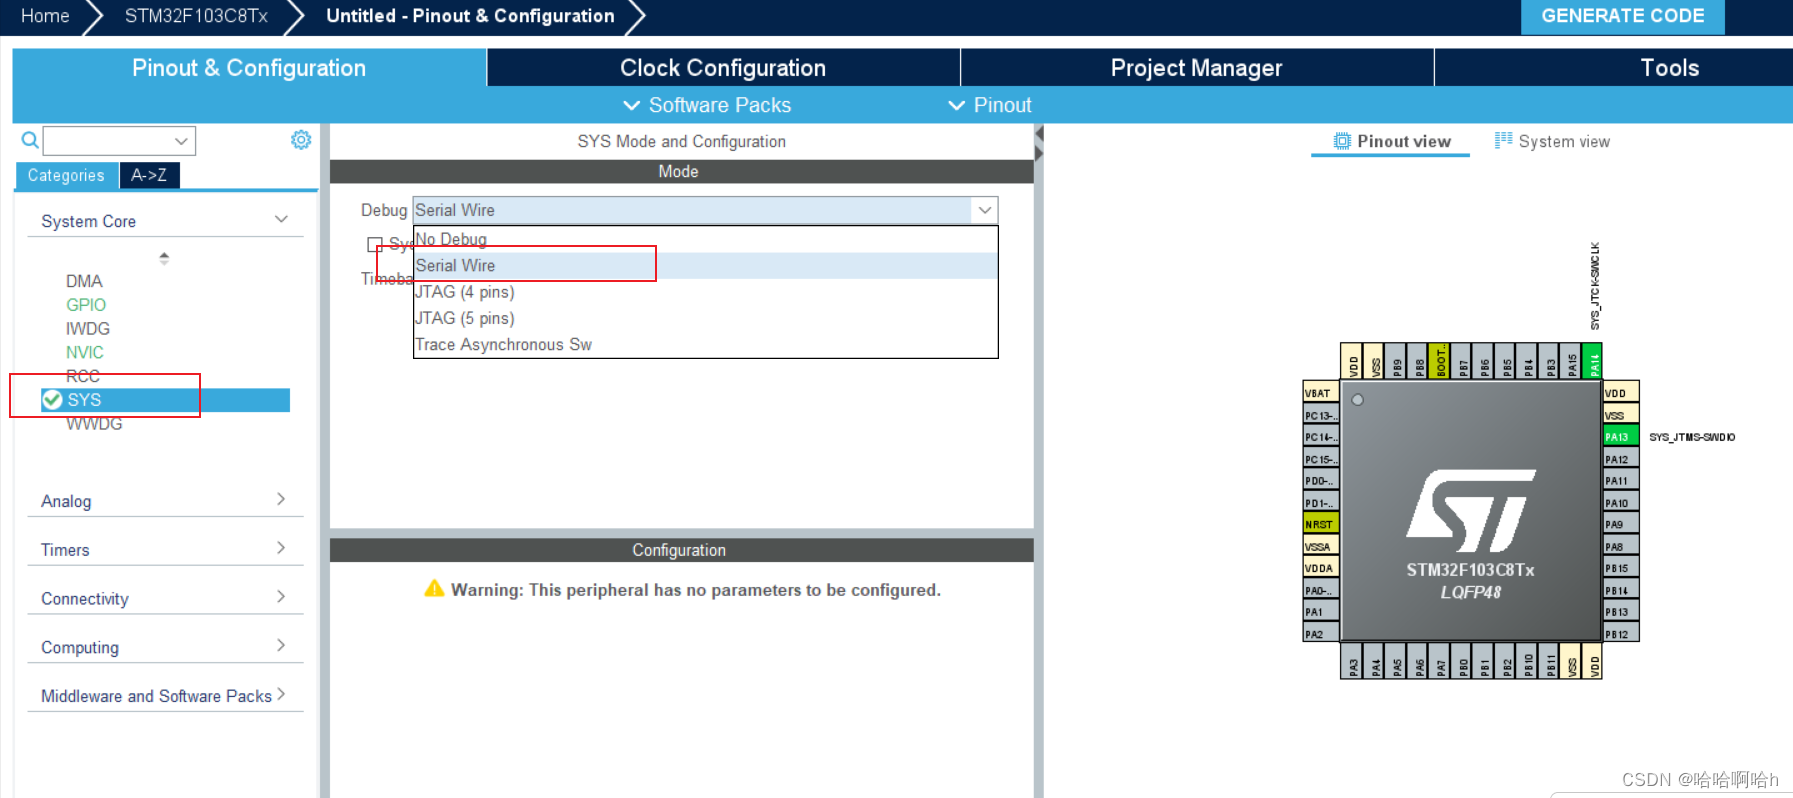 Home STM32F103C8Tx Untitled - Pinout & Configuration GENERATE CODE
Pinout & Configuration Clock Configuration Project Manager Tools
Software Packs Pinout
SYS Mode and Configuration
Pinout view System view
Categories A->Z
Mode
System Core
Debug Serial Wire
No Debug
Serial Wire
JTAG (4 pins)
JTAG (5 pins)
Trace Asynchronous Sw
Sys
Timeba
DMA
GPIO
IWDG
NVIC
RCC
SYS
WWDG
Analog
Timers
Connectivity
Computing
Middleware and Software Packs
Configuration
Warning: This peripheral has no parameters to be configured.
SYS_JTCK-SWCLK
VDD VSS PB9 PB8 BOOT.. PB7 PB6 PB5 PB4 PB3 PA15 PA14
VBAT
PC13-..
PC14-..
PC15-..
PD0-..
PD1-..
NRST
VSSA
VDDA
PA0-..
PA1
PA2
STM32F103C8Tx
LQFP48
VDD
VSS
PA13 SYS_JTMS-SWDIO
PA12
PA11
PA10
PA9
PA8
PB15
PB14
PB13
PB12
PA3 PA4 PA5 PA6 PA7 PB0 PB1 PB2 PB10 PB11 VSS VDD
CSDN @哈哈啊哈h